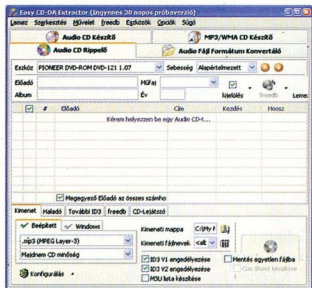 Easy CD-DA Extractor (Ingyenes 30 napos próbaverzió)
Lemez Szerkesztés Művelet freedb Eszközök Opciók Súgó
Audio CD Készítő MP3/WMA CD Készítő
Audio CD Rippelő Audio Fájl Formátum Konvertáló
Eszköz PIONEER DVD-ROM DVD-121 1.07 Sebesség Alapértelmezett
Előadó Műfaj
Album Év kijelölés freedb Leme
# Előadó Cím Kezdés Hossz
Kérem helyezzen be egy Audio CD-t...
Megegyező Előadó az összes számho
Kimenet Haladó További ID3 freedb CD-Lejátszó
Beépített Windows Kimeneti mappa C:\My M
.mp3 (MPEG Layer-3) Kimeneti fájlnevek <alt
Majdnem CD minőség ID3 V1 engedélyezése Mentés egyetlen fájlba
ID3 V2 engedélyezése Cue Sheet készítése
Konfigurálás M3U lista készítése